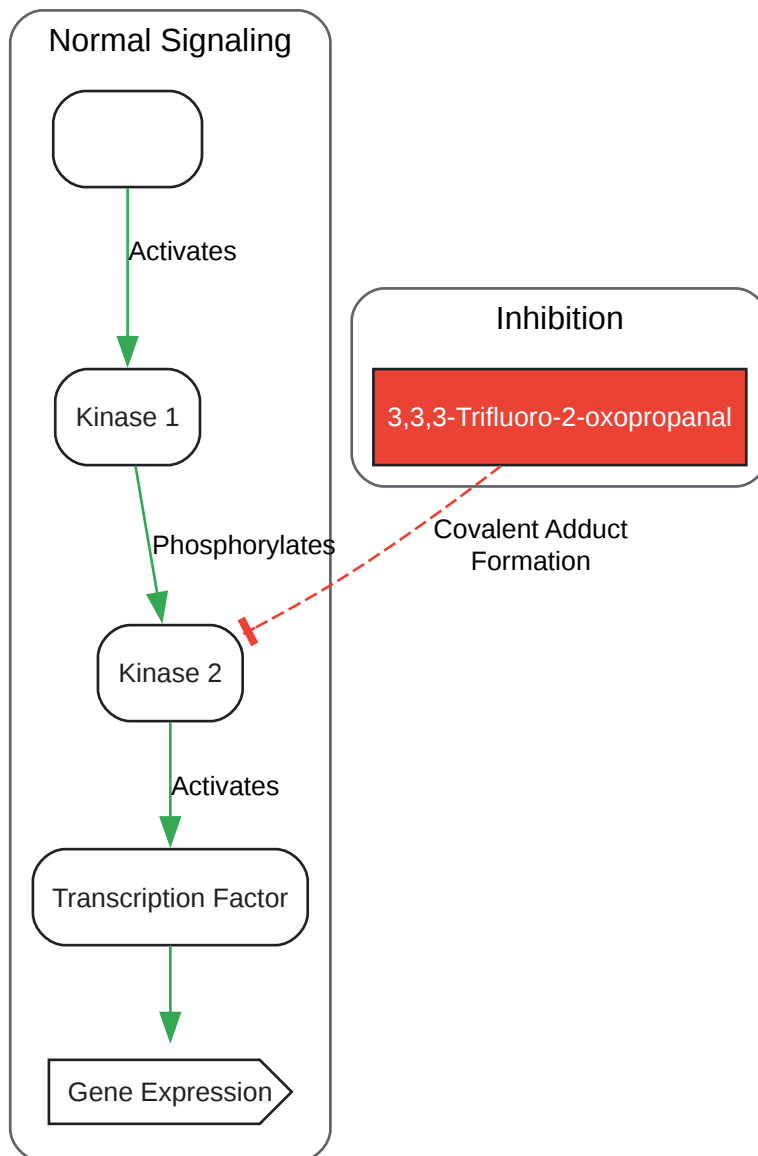 Normal Signaling
Activates
Kinase 1
Phosphorylates
Kinase 2
Activates
Transcription Factor
Gene Expression
Inhibition
3,3,3-Trifluoro-2-oxopropanal
Covalent Adduct
Formation